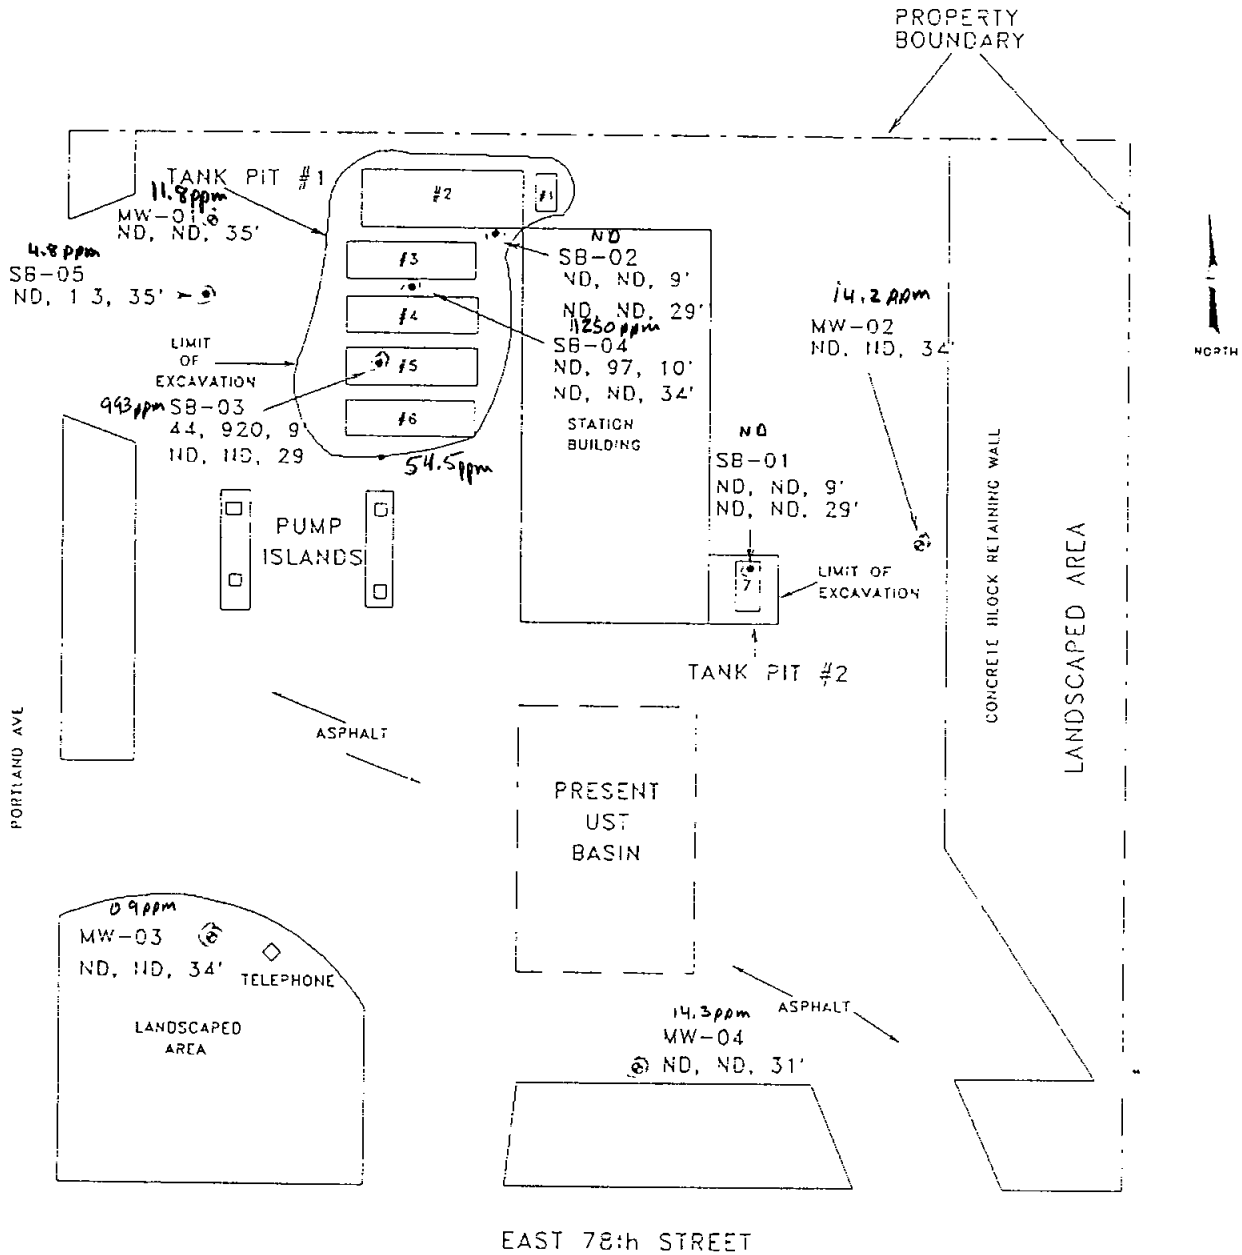 PROPERTY
BOUNDARY
TANK PIT #1
11.8ppm
MW-01
ND, ND, 35'
#2
#1
4.8 ppm
SB-05
ND, 1 3, 35'
#3
ND
SB-02
ND, ND, 9'
ND, ND, 29'
#4
SB-04
ND, 97, 10'
ND, ND, 34'
14.2 ppm
MW-02
ND, ND, 34'
NORTH
LIMIT
OF
EXCAVATION
#5
993ppm SB-03
44, 920, 9'
ND, ND, 29
#6
54.5ppm
STATION
BUILDING
ND
SB-01
ND, ND, 9'
ND, ND, 29'
PUMP
ISLANDS
7
LIMIT OF
EXCAVATION
TANK PIT #2
CONCRETE BLOCK RETAINING WALL
LANDSCAPED AREA
ASPHALT
PORTLAND AVE
PRESENT
UST
BASIN
0 9ppm
MW-03
ND, ND, 34'
TELEPHONE
LANDSCAPED
AREA
ASPHALT
14.3ppm
MW-04
ND, ND, 31'
EAST 78th STREET